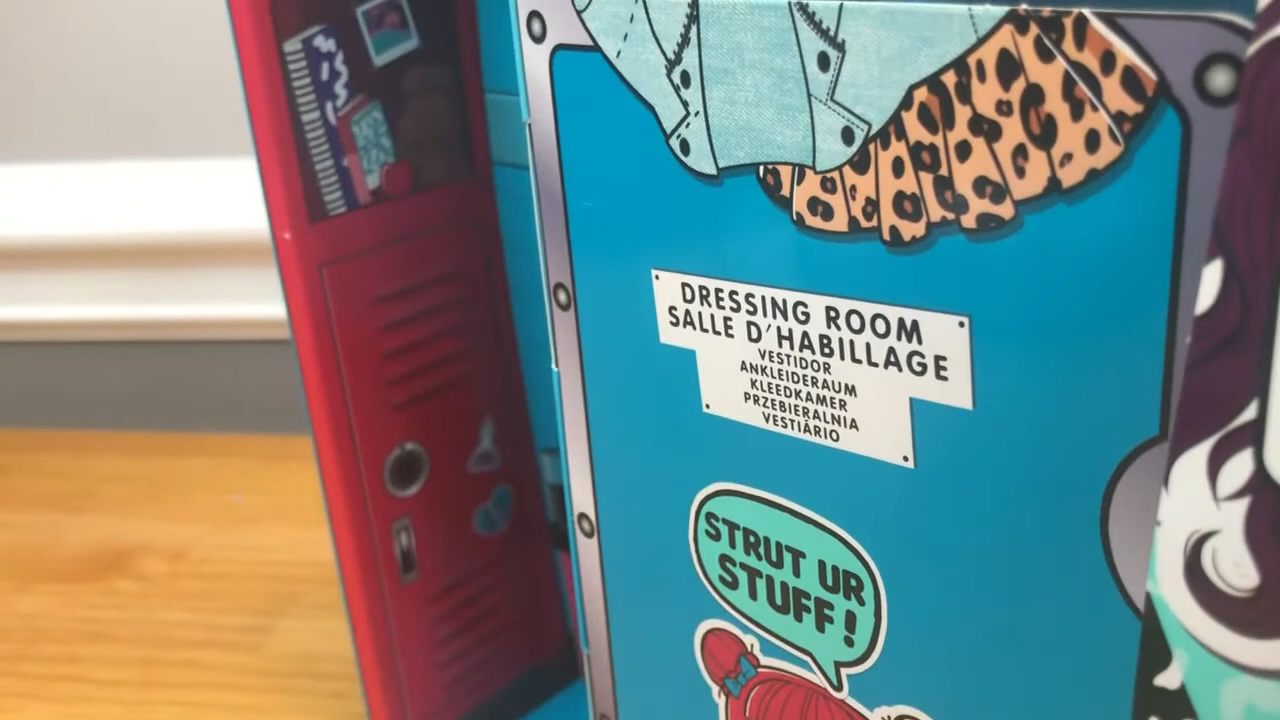 DRESSING ROOM
SALLE D'HABILLAGE
VESTIDOR
ANKLEIDERAUM
KLEEDKAMER
PRZEBIERALNIA
VESTIÁRIO
STRUT UR
STUFF!